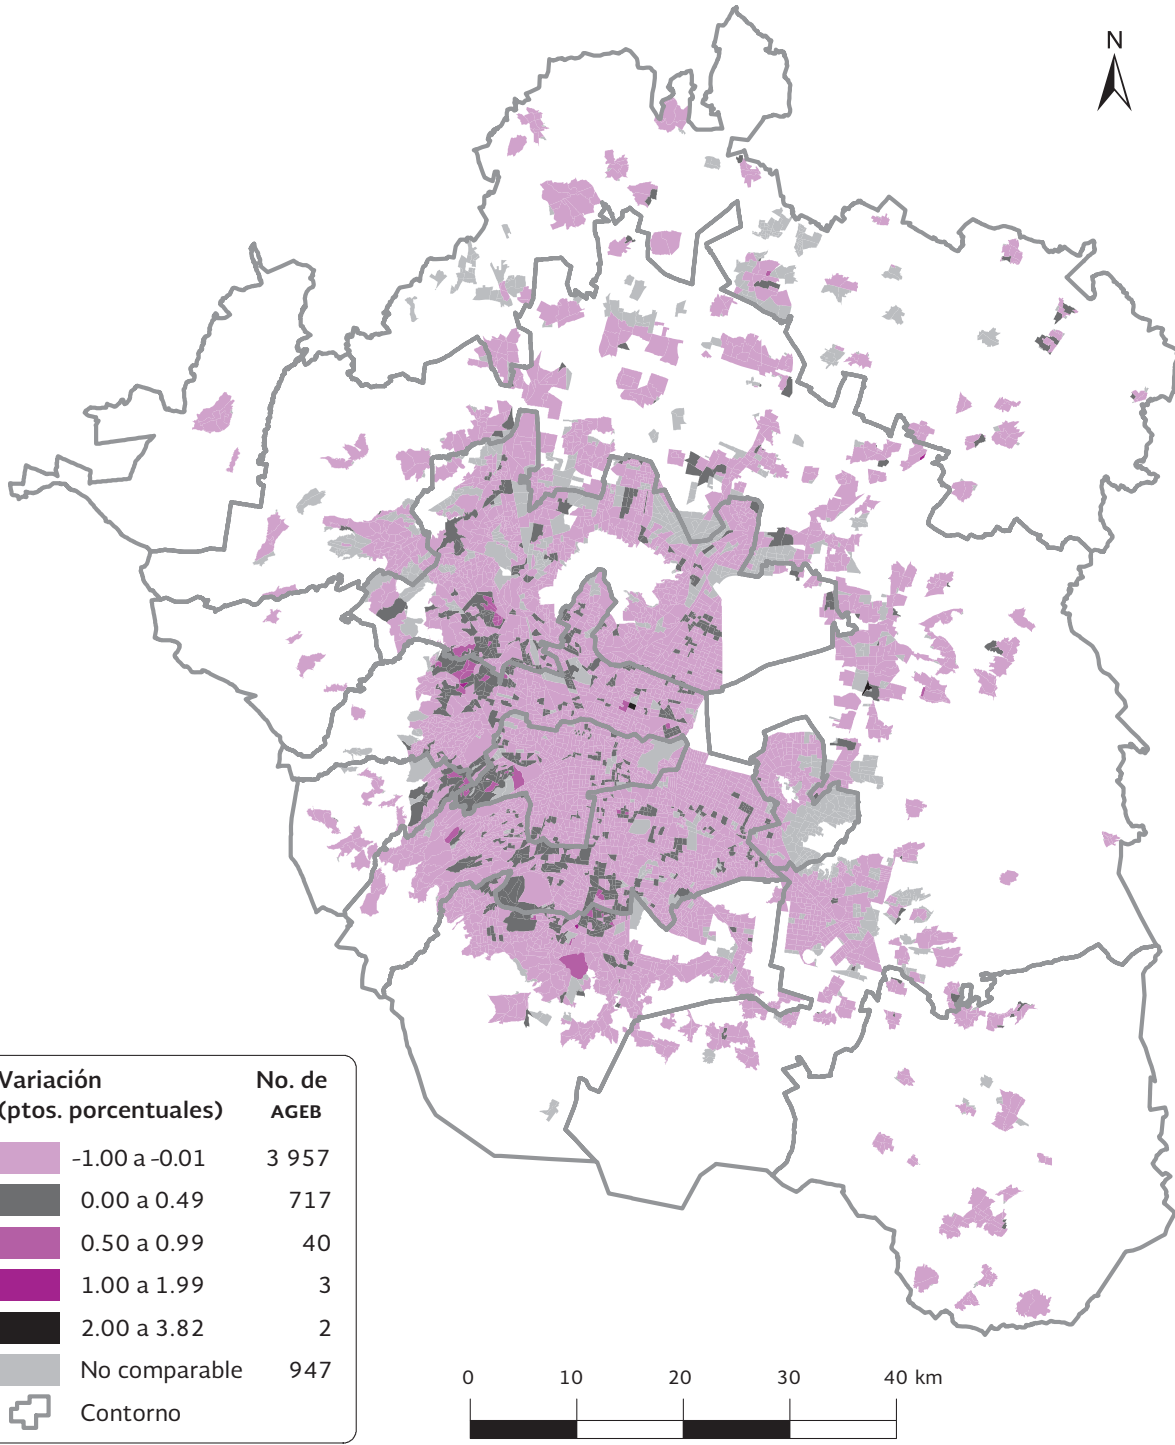 N
Variación No. de
(ptos. porcentuales) AGEB
-1.00 a -0.01 3 957
0.00 a 0.49 717
0.50 a 0.99 40
1.00 a 1.99 3
2.00 a 3.82 2
No comparable 947
Contorno
0 10 20 30 40 km